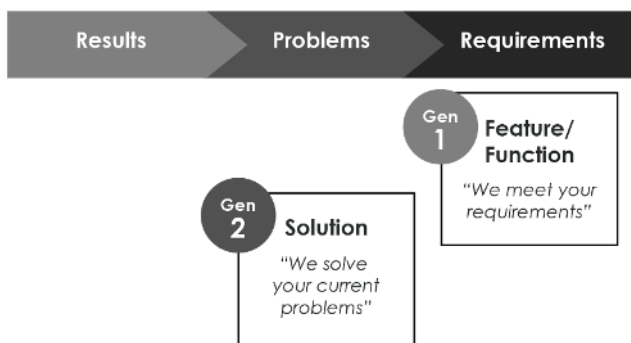 Results Problems Requirements
Gen
1
Feature/
Function
“We meet your
requirements”
Gen
2
Solution
“We solve
your current
problems”